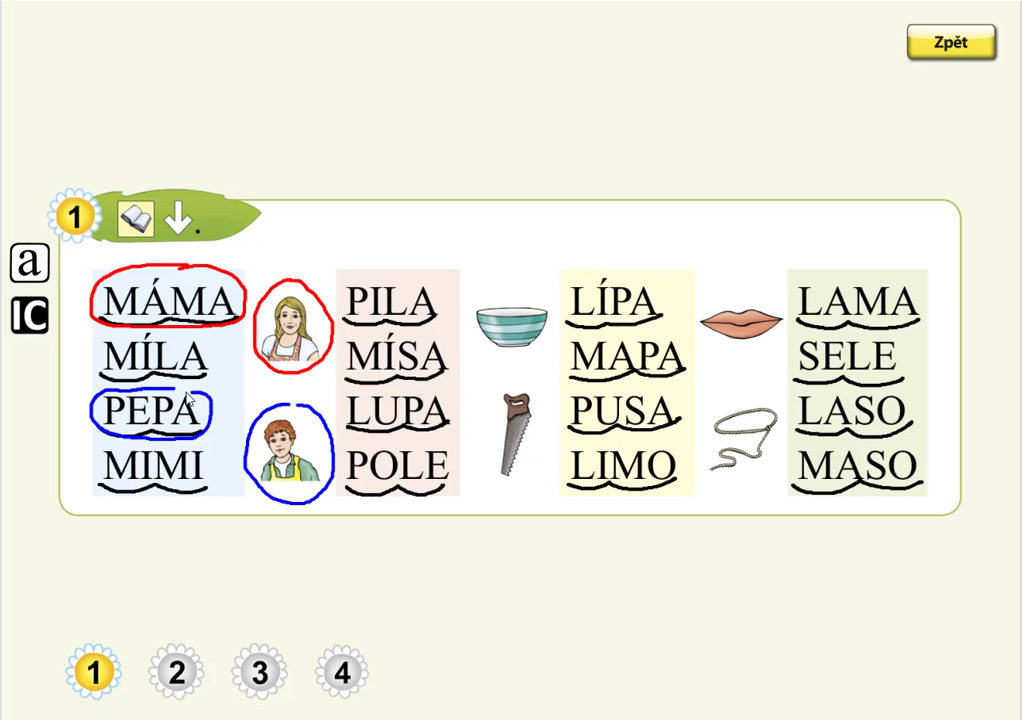 Zpět
1
.
a
IC
MÁMA
MÍLA
PEPA
MIMI
PILA
MÍSA
LUPA
POLE
LÍPA
MAPA
PUSA
LIMO
LAMA
SELE
LASO
MASO
1 2 3 4